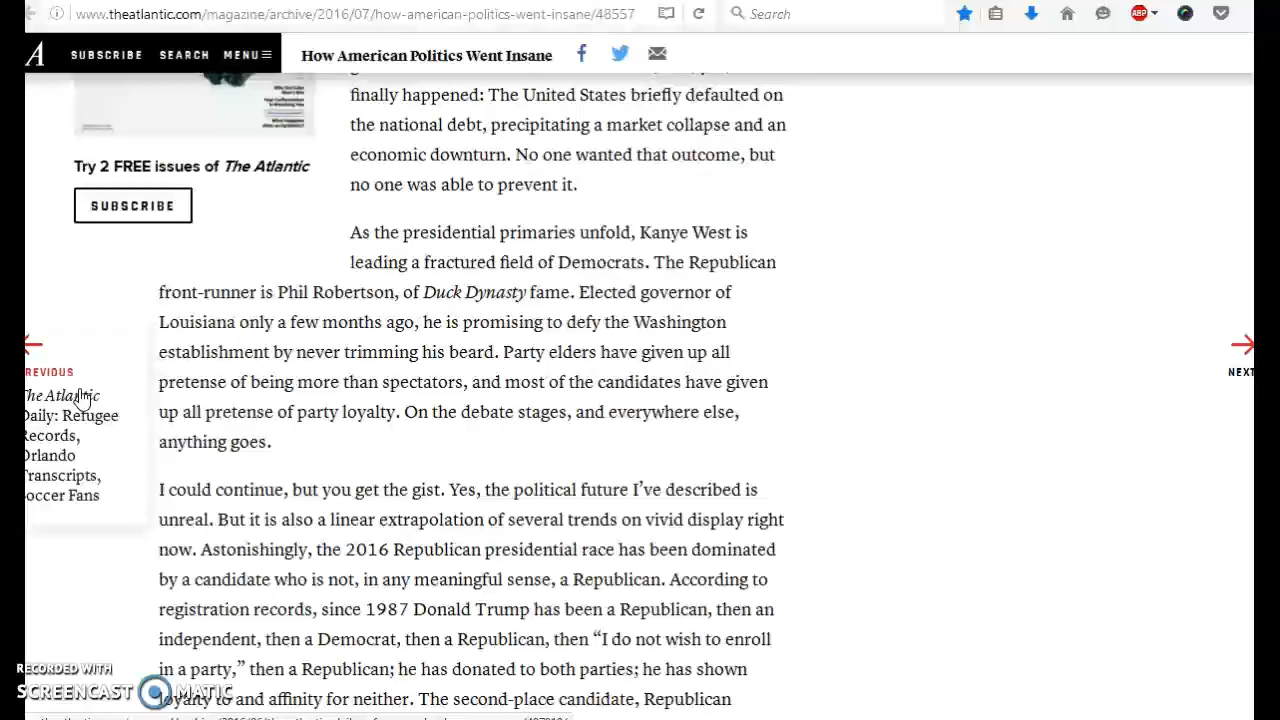 www.theatlantic.com/magazine/archive/2016/07/how-american-politics-went-insane/48557
Search
ABP
A SUBSCRIBE SEARCH MENU
How American Politics Went Insane
Try 2 FREE issues of The Atlantic
SUBSCRIBE
finally happened: The United States briefly defaulted on
the national debt, precipitating a market collapse and an
economic downturn. No one wanted that outcome, but
no one was able to prevent it.
As the presidential primaries unfold, Kanye West is
leading a fractured field of Democrats. The Republican
front-runner is Phil Robertson, of Duck Dynasty fame. Elected governor of
Louisiana only a few months ago, he is promising to defy the Washington
establishment by never trimming his beard. Party elders have given up all
pretense of being more than spectators, and most of the candidates have given
up all pretense of party loyalty. On the debate stages, and everywhere else,
anything goes.
I could continue, but you get the gist. Yes, the political future I’ve described is
unreal. But it is also a linear extrapolation of several trends on vivid display right
now. Astonishingly, the 2016 Republican presidential race has been dominated
by a candidate who is not, in any meaningful sense, a Republican. According to
registration records, since 1987 Donald Trump has been a Republican, then an
independent, then a Democrat, then a Republican, then “I do not wish to enroll
in a party,” then a Republican; he has donated to both parties; he has shown
loyalty to and affinity for neither. The second-place candidate, Republican
REVIOUS
The Atlantic
Daily: Refugee
Records,
Orlando
Transcripts,
Soccer Fans
NEXT
RECORDED WITH
SCREENCAST MATIC